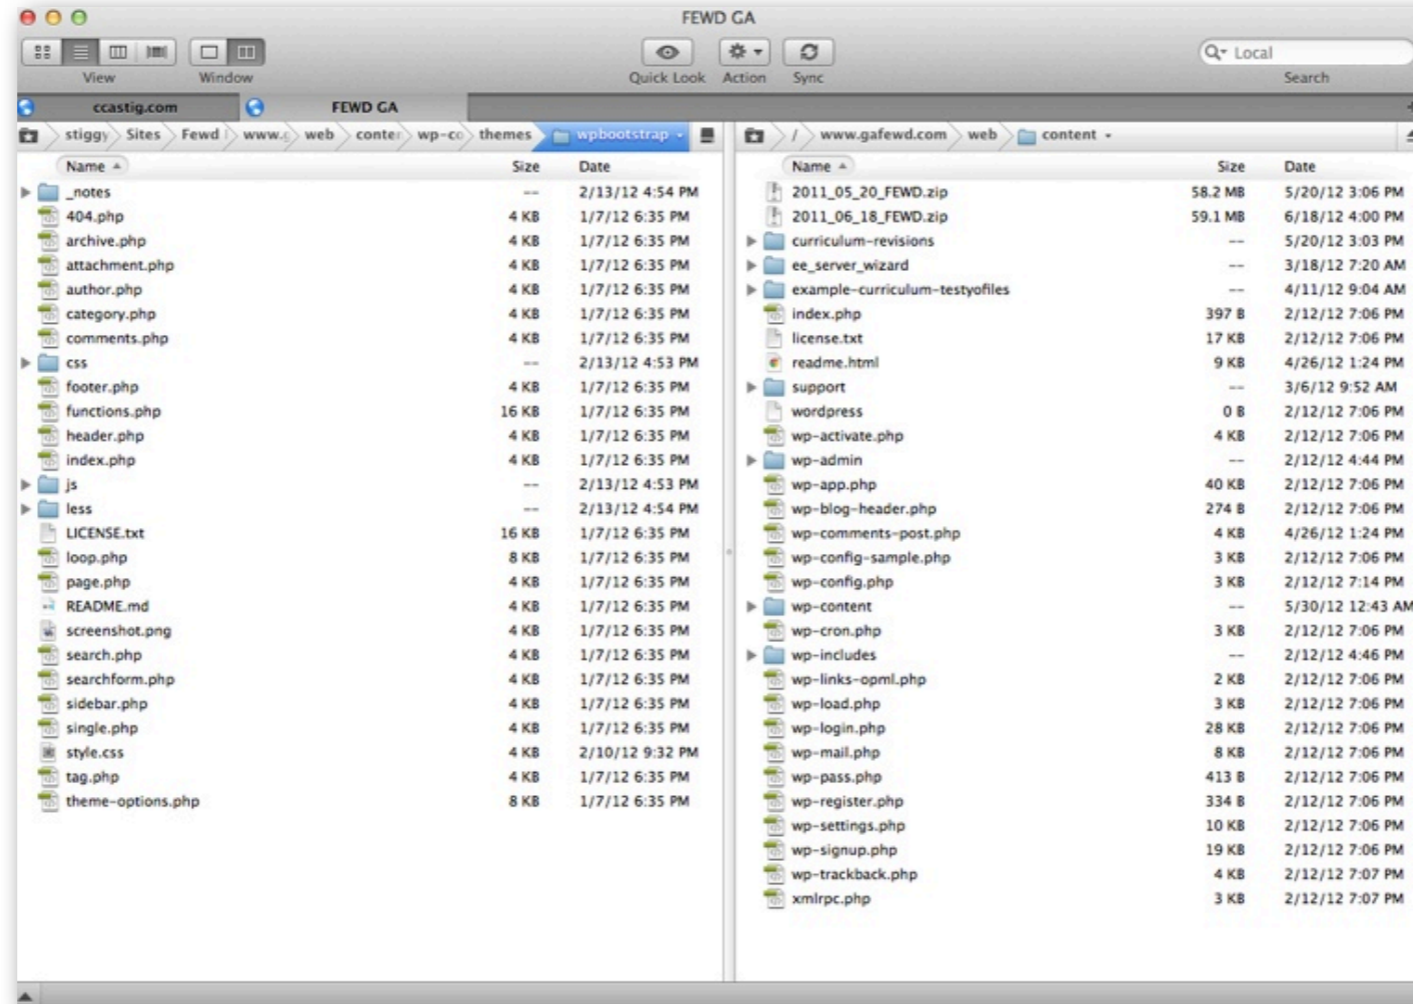 FEWD GA
View Window Quick Look Action Sync Local Search
ccastig.com FEWD GA
stiggy Sites Fewd www.g web conter wp-co themes wpbootstrap
Name Size Date
_notes -- 2/13/12 4:54 PM
404.php 4 KB 1/7/12 6:35 PM
archive.php 4 KB 1/7/12 6:35 PM
attachment.php 4 KB 1/7/12 6:35 PM
author.php 4 KB 1/7/12 6:35 PM
category.php 4 KB 1/7/12 6:35 PM
comments.php 4 KB 1/7/12 6:35 PM
css -- 2/13/12 4:53 PM
footer.php 4 KB 1/7/12 6:35 PM
functions.php 16 KB 1/7/12 6:35 PM
header.php 4 KB 1/7/12 6:35 PM
index.php 4 KB 1/7/12 6:35 PM
js -- 2/13/12 4:53 PM
less -- 2/13/12 4:54 PM
LICENSE.txt 16 KB 1/7/12 6:35 PM
loop.php 8 KB 1/7/12 6:35 PM
page.php 4 KB 1/7/12 6:35 PM
README.md 4 KB 1/7/12 6:35 PM
screenshot.png 4 KB 1/7/12 6:35 PM
search.php 4 KB 1/7/12 6:35 PM
searchform.php 4 KB 1/7/12 6:35 PM
sidebar.php 4 KB 1/7/12 6:35 PM
single.php 4 KB 1/7/12 6:35 PM
style.css 4 KB 2/10/12 9:32 PM
tag.php 4 KB 1/7/12 6:35 PM
theme-options.php 8 KB 1/7/12 6:35 PM
/ www.gafewd.com web content
Name Size Date
2011_05_20_FEWD.zip 58.2 MB 5/20/12 3:06 PM
2011_06_18_FEWD.zip 59.1 MB 6/18/12 4:00 PM
curriculum-revisions -- 5/20/12 3:03 PM
ee_server_wizard -- 3/18/12 7:20 AM
example-curriculum-testyofiles -- 4/11/12 9:04 AM
index.php 397 B 2/12/12 7:06 PM
license.txt 17 KB 2/12/12 7:06 PM
readme.html 9 KB 4/26/12 1:24 PM
support -- 3/6/12 9:52 AM
wordpress 0 B 2/12/12 7:06 PM
wp-activate.php 4 KB 2/12/12 7:06 PM
wp-admin -- 2/12/12 4:44 PM
wp-app.php 40 KB 2/12/12 7:06 PM
wp-blog-header.php 274 B 2/12/12 7:06 PM
wp-comments-post.php 4 KB 4/26/12 1:24 PM
wp-config-sample.php 3 KB 2/12/12 7:06 PM
wp-config.php 3 KB 2/12/12 7:14 PM
wp-content -- 5/30/12 12:43 AM
wp-cron.php 3 KB 2/12/12 7:06 PM
wp-includes -- 2/12/12 4:46 PM
wp-links-opml.php 2 KB 2/12/12 7:06 PM
wp-load.php 3 KB 2/12/12 7:06 PM
wp-login.php 28 KB 2/12/12 7:06 PM
wp-mail.php 8 KB 2/12/12 7:06 PM
wp-pass.php 413 B 2/12/12 7:06 PM
wp-register.php 334 B 2/12/12 7:06 PM
wp-settings.php 10 KB 2/12/12 7:06 PM
wp-signup.php 19 KB 2/12/12 7:06 PM
wp-trackback.php 4 KB 2/12/12 7:07 PM
xmlrpc.php 3 KB 2/12/12 7:07 PM